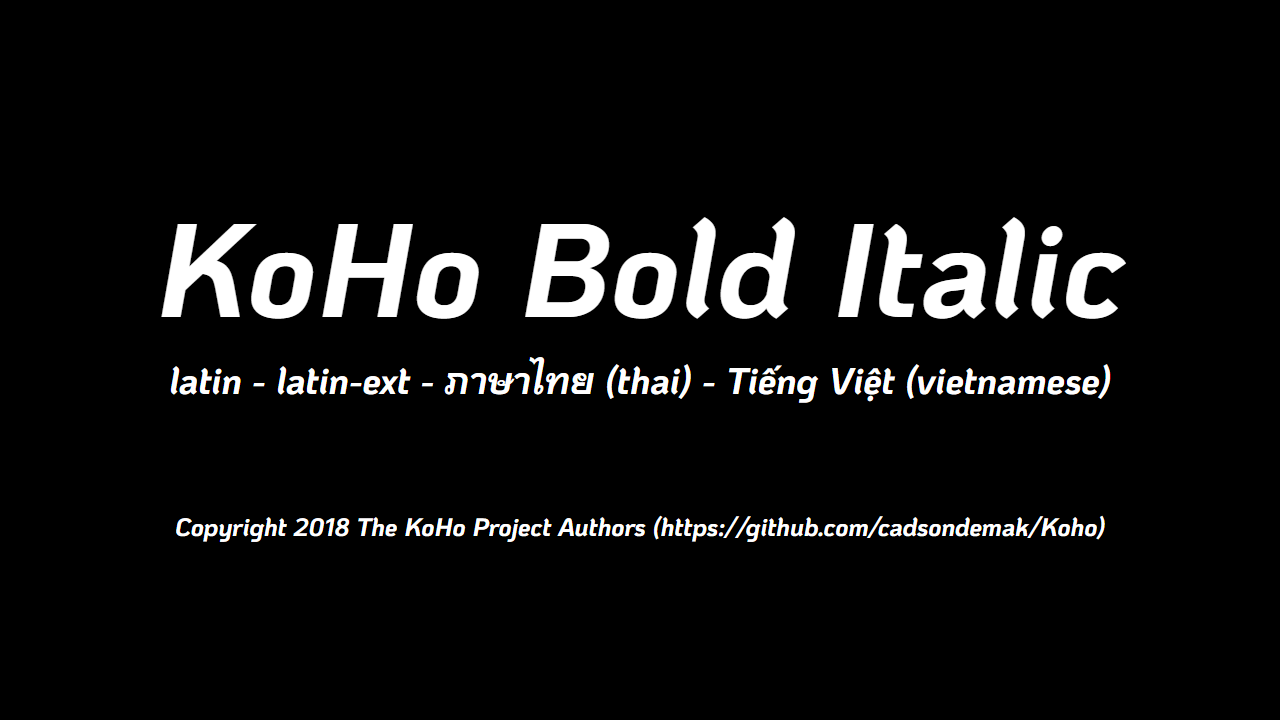 KoHo Bold Italic
latin - latin-ext - ภาษาไทย (thai) - Tiếng Việt (vietnamese)
Copyright 2018 The KoHo Project Authors (https://github.com/cadsondemak/Koho)